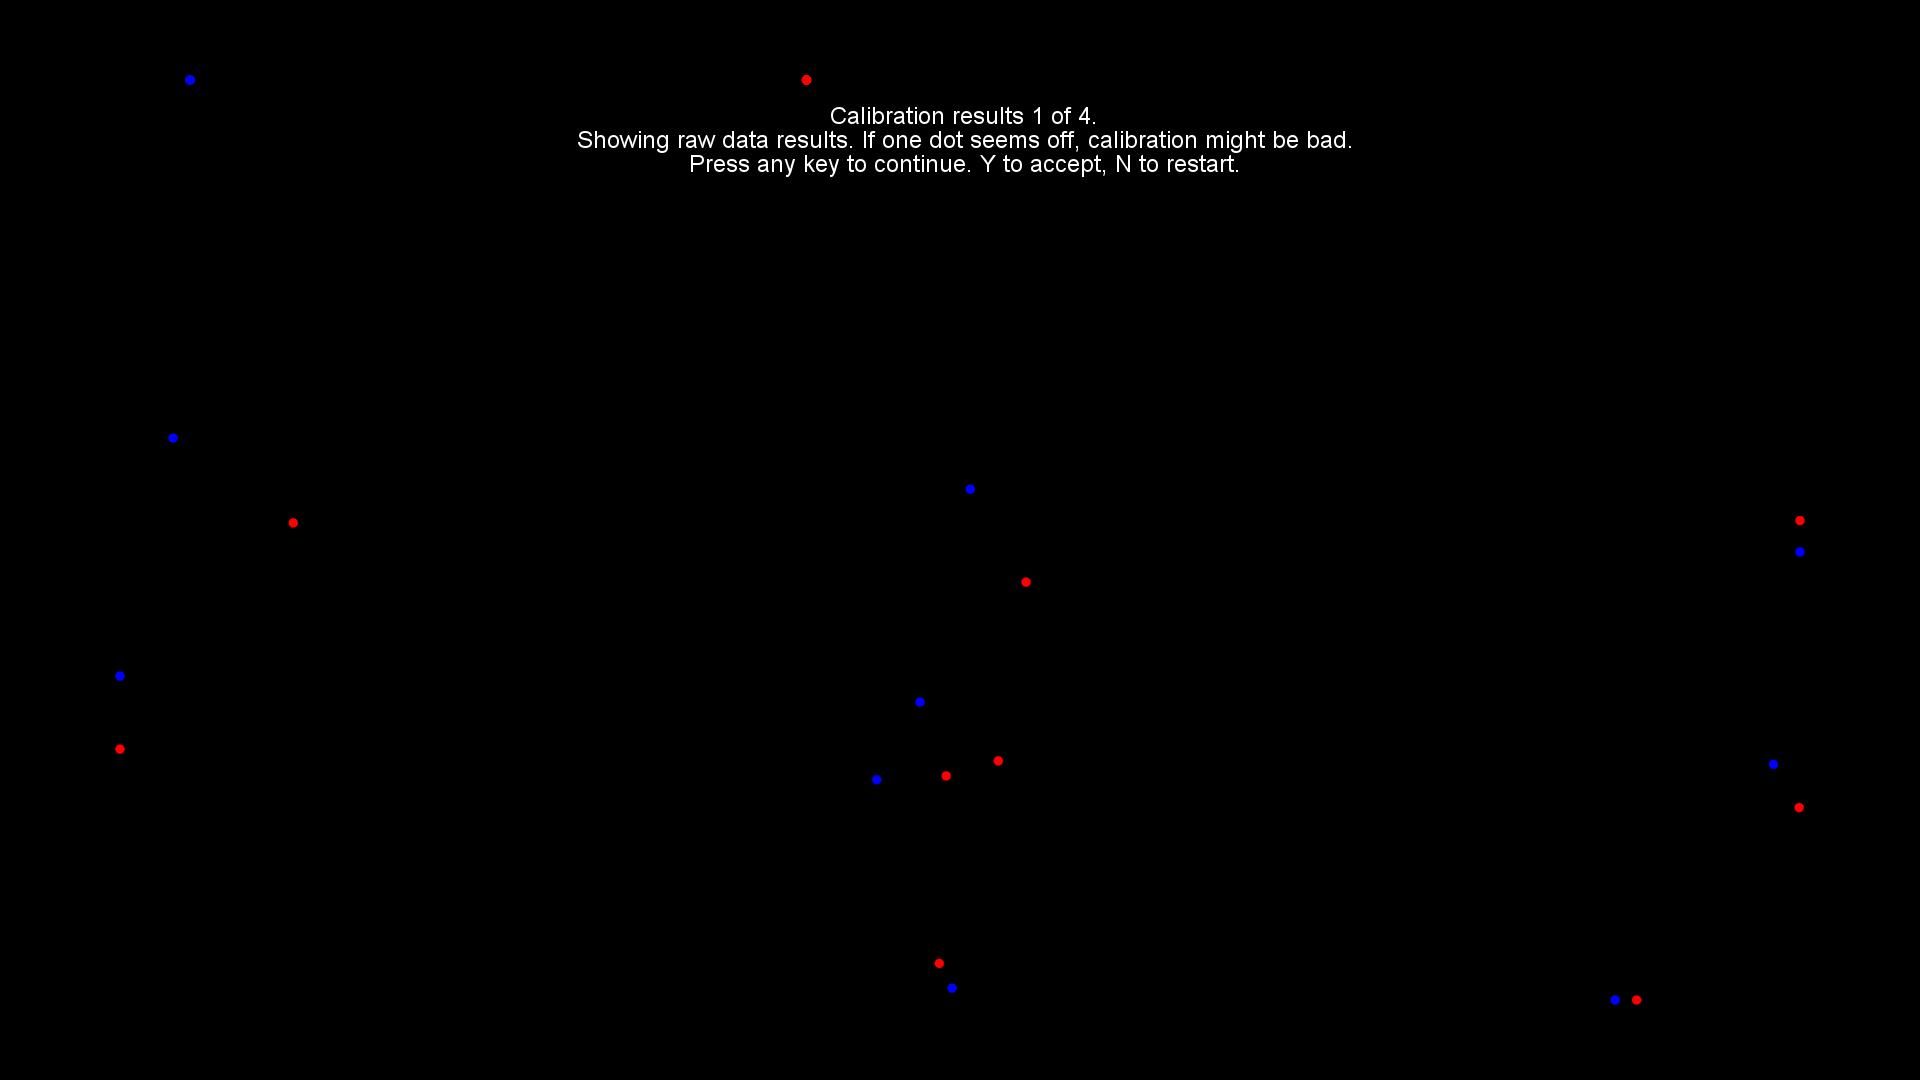 Calibration results 1 of 4.
Showing raw data results. If one dot seems off, calibration might be bad.
Press any key to continue. Y to accept, N to restart.